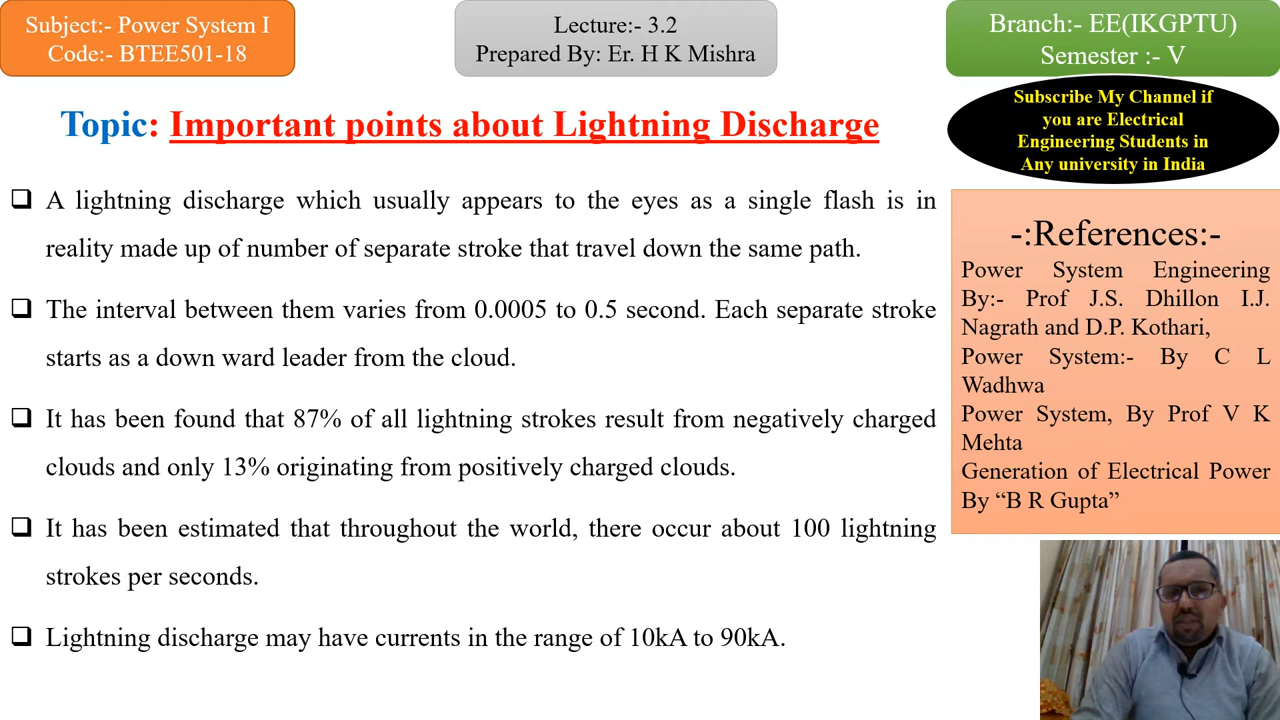 Subject:- Power System I
Code:- BTEE501-18
Lecture:- 3.2
Prepared By: Er. H K Mishra
Branch:- EE(IKGPTU)
Semester :- V
Subscribe My Channel if
you are Electrical
Engineering Students in
Any university in India
Topic: Important points about Lightning Discharge
A lightning discharge which usually appears to the eyes as a single flash is in
reality made up of number of separate stroke that travel down the same path.
The interval between them varies from 0.0005 to 0.5 second. Each separate stroke
starts as a down ward leader from the cloud.
It has been found that 87% of all lightning strokes result from negatively charged
clouds and only 13% originating from positively charged clouds.
It has been estimated that throughout the world, there occur about 100 lightning
strokes per seconds.
Lightning discharge may have currents in the range of 10kA to 90kA.
-:References:-
Power System Engineering
By:- Prof J.S. Dhillon I.J.
Nagrath and D.P. Kothari,
Power System:- By C L
Wadhwa
Power System, By Prof V K
Mehta
Generation of Electrical Power
By “B R Gupta”